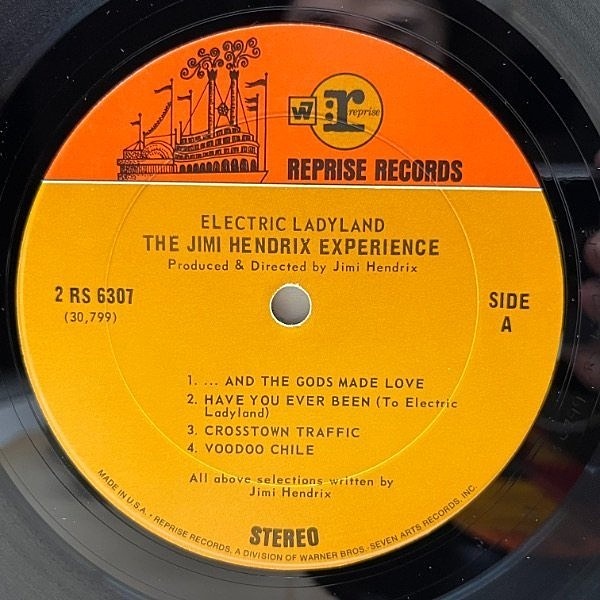 W7 r: reprise
REPRISE RECORDS
ELECTRIC LADYLAND
THE JIMI HENDRIX EXPERIENCE
Produced & Directed by Jimi Hendrix
2 RS 6307
(30,799)
SIDE
A
1. ... AND THE GODS MADE LOVE
2. HAVE YOU EVER BEEN (To Electric
Ladyland)
3. CROSSTOWN TRAFFIC
4. VOODOO CHILE
All above selections written by
Jimi Hendrix
STEREO
MADE IN U.S.A. - REPRISE RECORDS, A DIVISION OF WARNER BROS.-SEVEN ARTS RECORDS, INC.